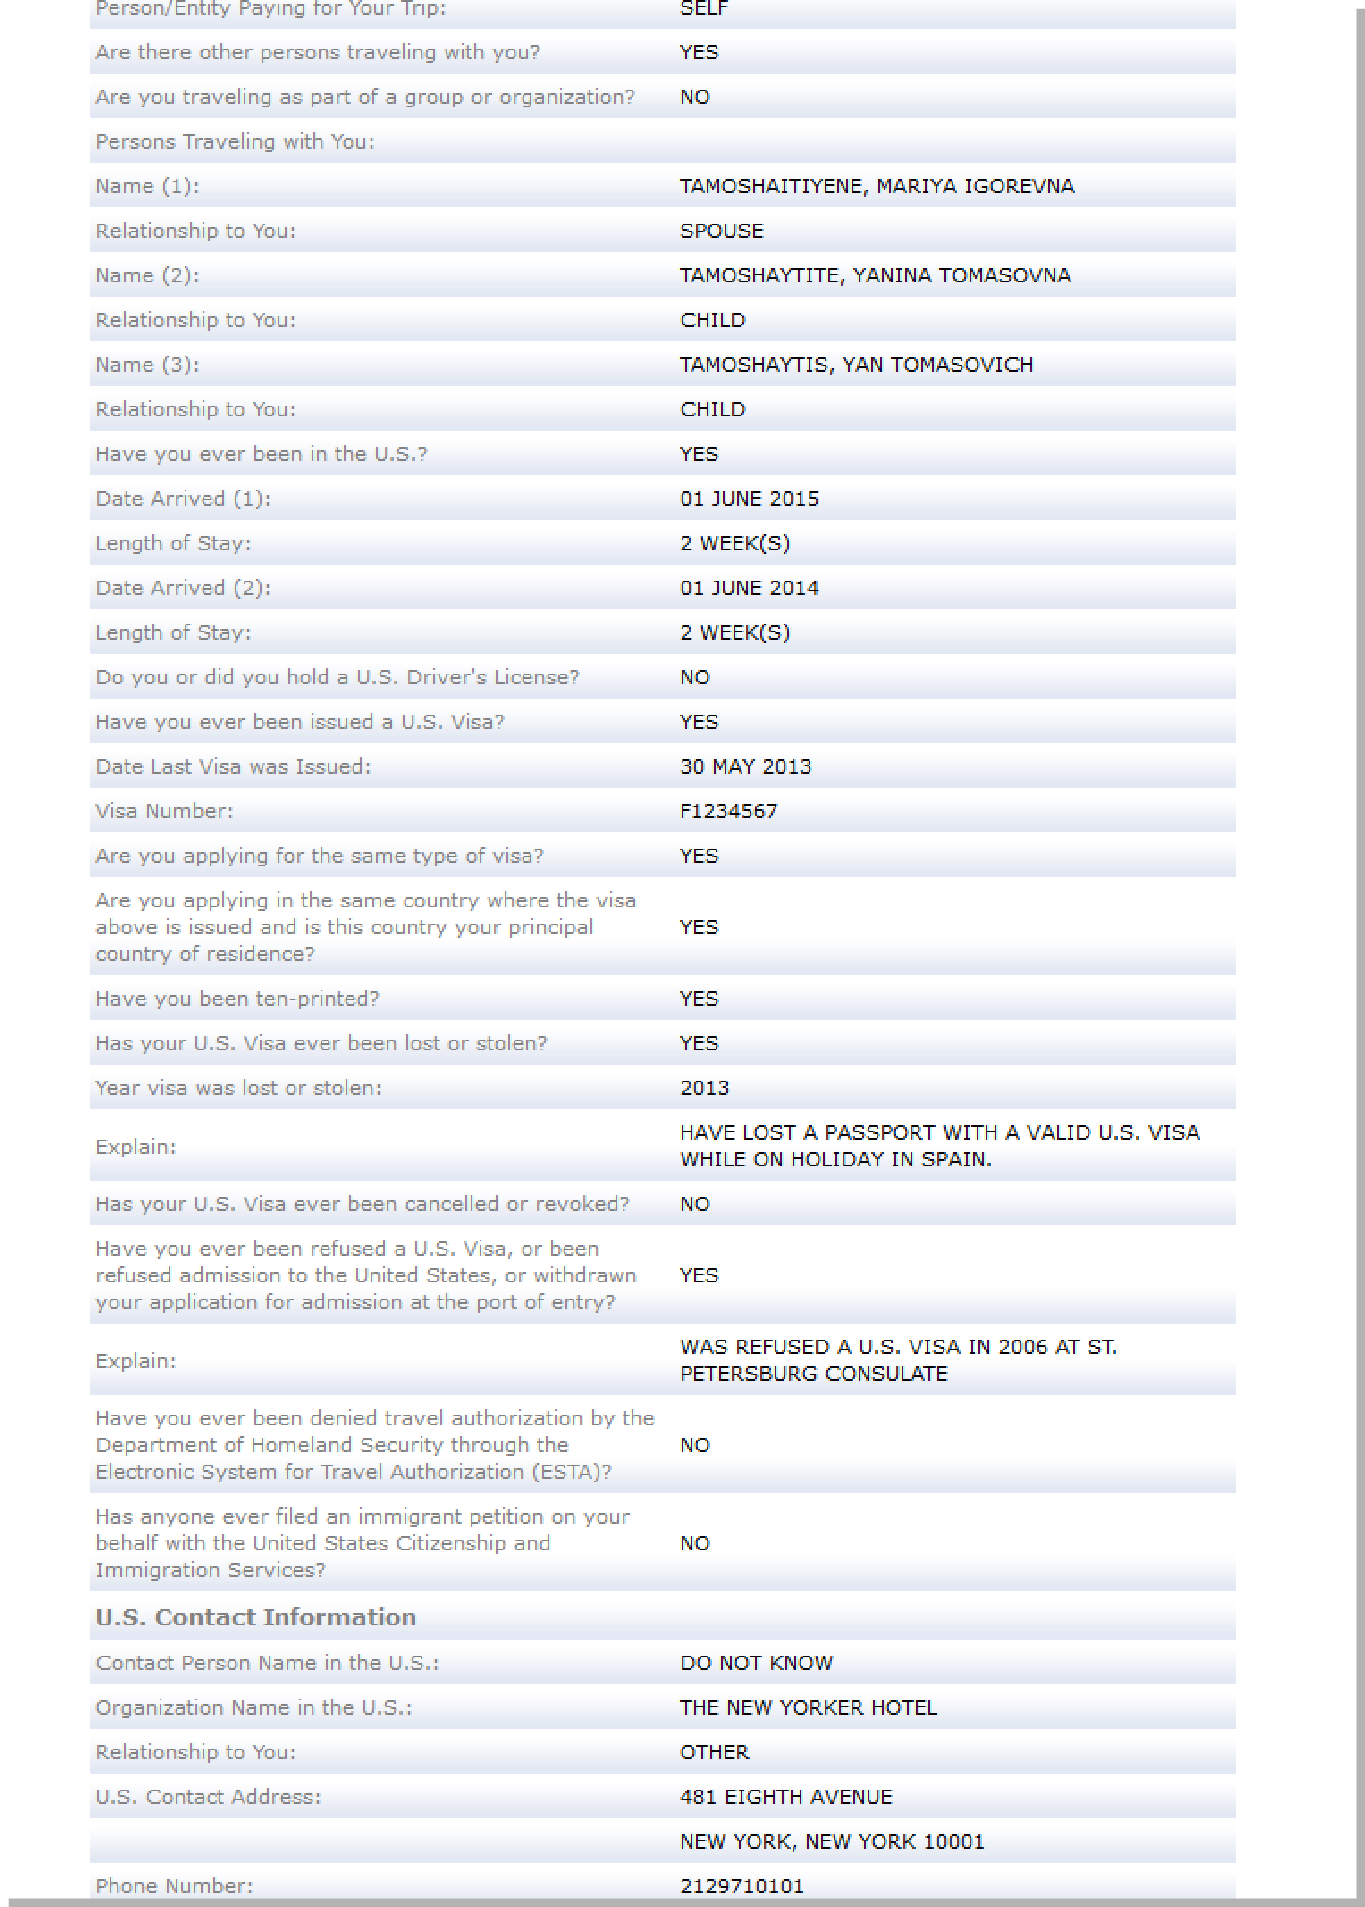 Person/Entity Paying for Your Trip: SELF
Are there other persons traveling with you? YES
Are you traveling as part of a group or organization? NO
Persons Traveling with You:
Name (1): TAMOSHAITIYENE, MARIYA IGOREVNA
Relationship to You: SPOUSE
Name (2): TAMOSHAYTITE, YANINA TOMASOVNA
Relationship to You: CHILD
Name (3): TAMOSHAYTIS, YAN TOMASOVICH
Relationship to You: CHILD
Have you ever been in the U.S.? YES
Date Arrived (1): 01 JUNE 2015
Length of Stay: 2 WEEK(S)
Date Arrived (2): 01 JUNE 2014
Length of Stay: 2 WEEK(S)
Do you or did you hold a U.S. Driver's License? NO
Have you ever been issued a U.S. Visa? YES
Date Last Visa was Issued: 30 MAY 2013
Visa Number: F1234567
Are you applying for the same type of visa? YES
Are you applying in the same country where the visa
above is issued and is this country your principal YES
country of residence?
Have you been ten-printed? YES
Has your U.S. Visa ever been lost or stolen? YES
Year visa was lost or stolen: 2013
Explain:
HAVE LOST A PASSPORT WITH A VALID U.S. VISA
WHILE ON HOLIDAY IN SPAIN.
Has your U.S. Visa ever been cancelled or revoked? NO
Have you ever been refused a U.S. Visa, or been
refused admission to the United States, or withdrawn YES
your application for admission at the port of entry?
Explain:
WAS REFUSED A U.S. VISA IN 2006 AT ST.
PETERSBURG CONSULATE
Have you ever been denied travel authorization by the
Department of Homeland Security through the NO
Electronic System for Travel Authorization (ESTA)?
Has anyone ever filed an immigrant petition on your
behalf with the United States Citizenship and NO
Immigration Services?
U.S. Contact Information
Contact Person Name in the U.S.: DO NOT KNOW
Organization Name in the U.S.: THE NEW YORKER HOTEL
Relationship to You: OTHER
U.S. Contact Address: 481 EIGHTH AVENUE
NEW YORK, NEW YORK 10001
Phone Number: 2129710101